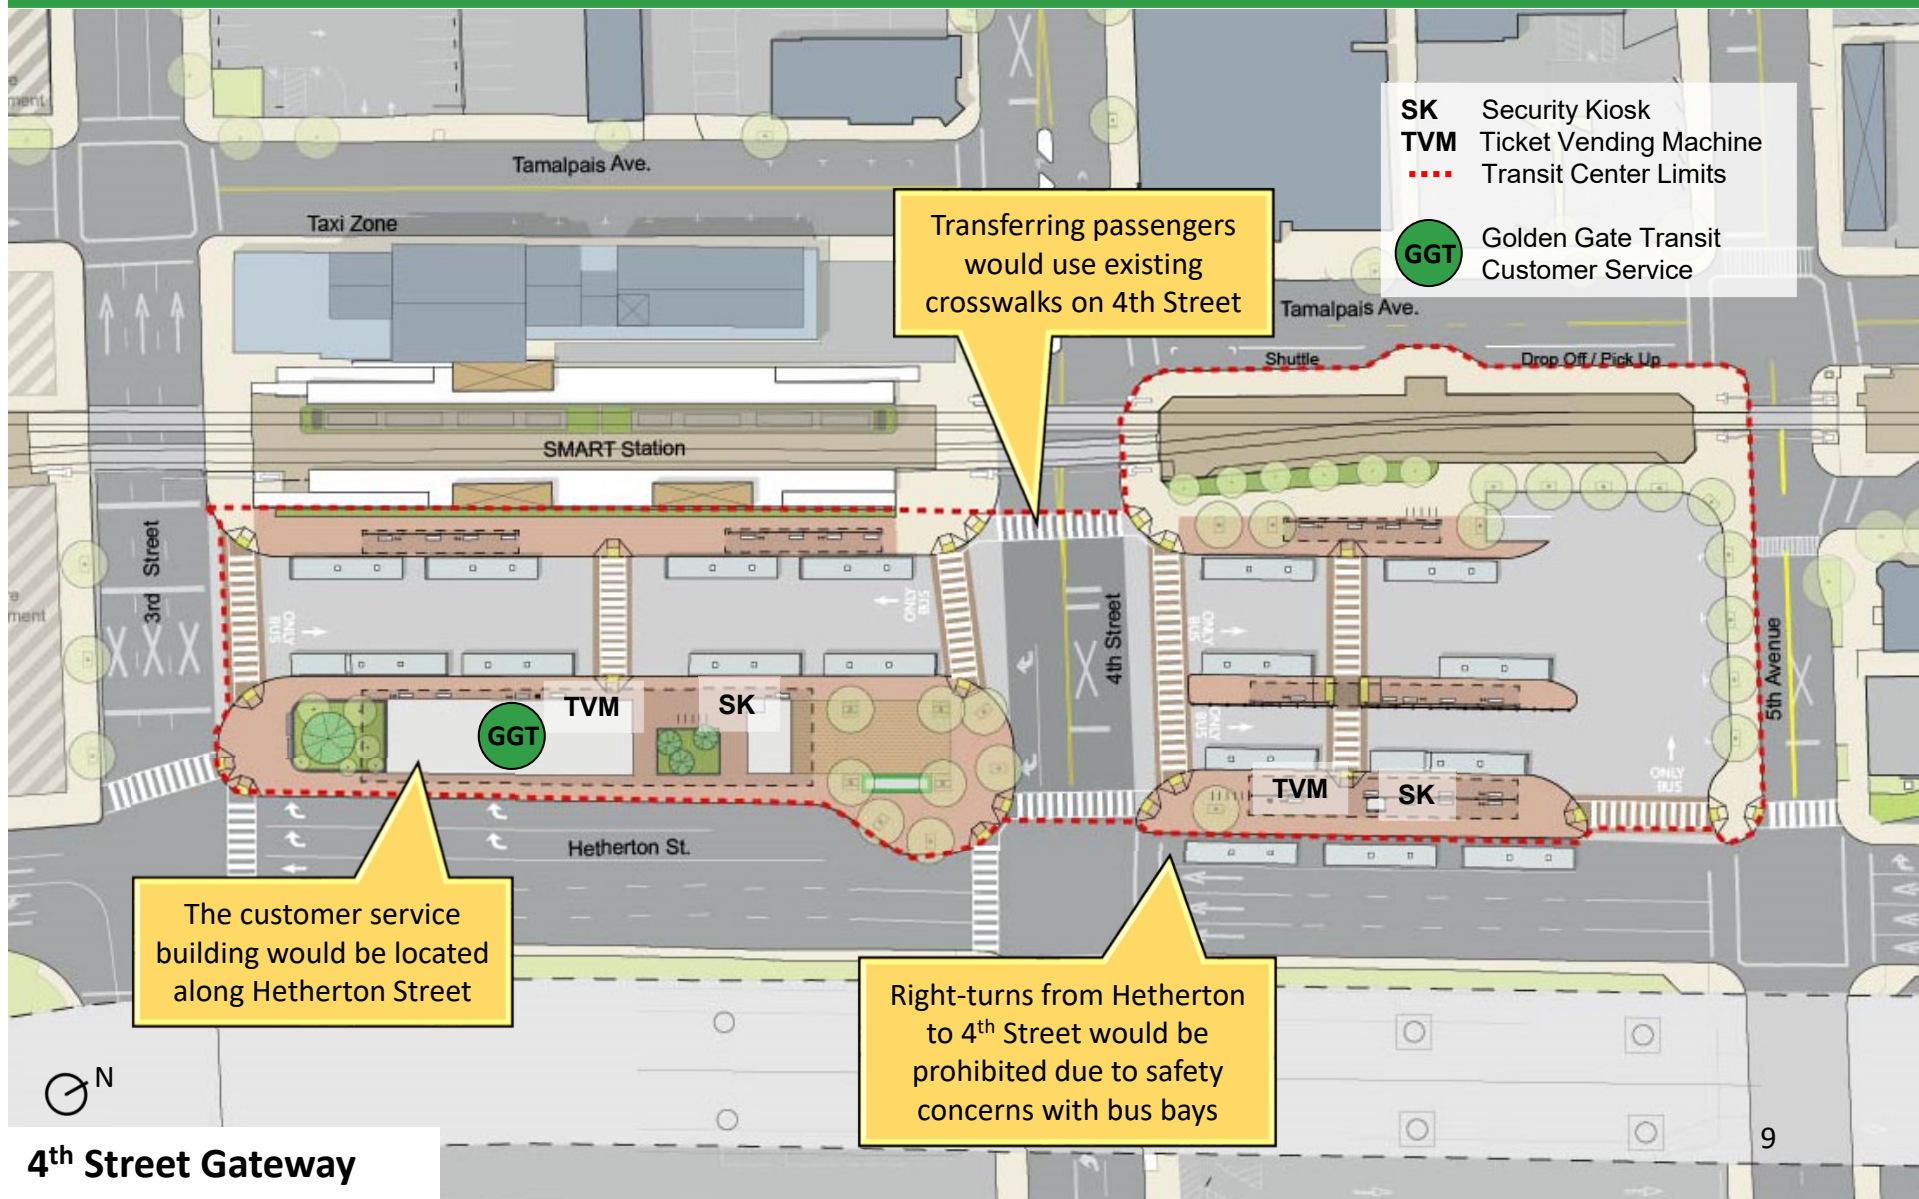 SK Security Kiosk
TVM Ticket Vending Machine
Transit Center Limits
GGT Golden Gate Transit
Customer Service
Tamalpais Ave.
Taxi Zone
Transferring passengers
would use existing
crosswalks on 4th Street
Tamalpais Ave.
Shuttle
Drop Off / Pick Up
SMART Station
3rd Street
4th Street
5th Avenue
ONLY
BUS
BUS
ONLY
ONLY
BUS
ONLY
BUS
ONLY
BUS
TVM
SK
GGT
TVM
SK
Hetherton St.
The customer service
building would be located
along Hetherton Street
Right-turns from Hetherton
to 4th Street would be
prohibited due to safety
concerns with bus bays
N
4th Street Gateway
9